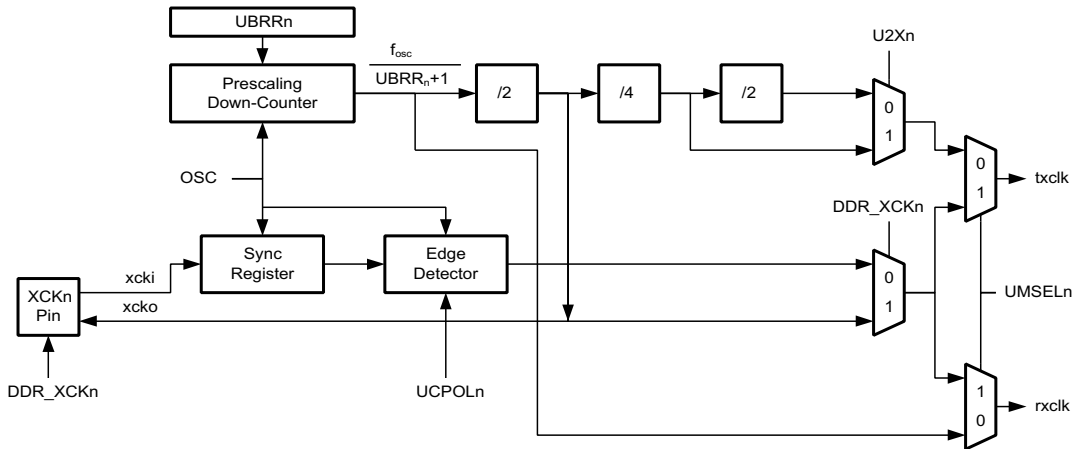 UBRRn
U2Xn
fosc
UBRRn+1
Prescaling
Down-Counter
/2
/4
/2
0
1
OSC
0
1
txclk
DDR_XCKn
Sync
Register
Edge
Detector
xcki
0
1
XCKn
Pin
xcko
UMSELn
DDR_XCKn
UCPOLn
1
0
rxclk